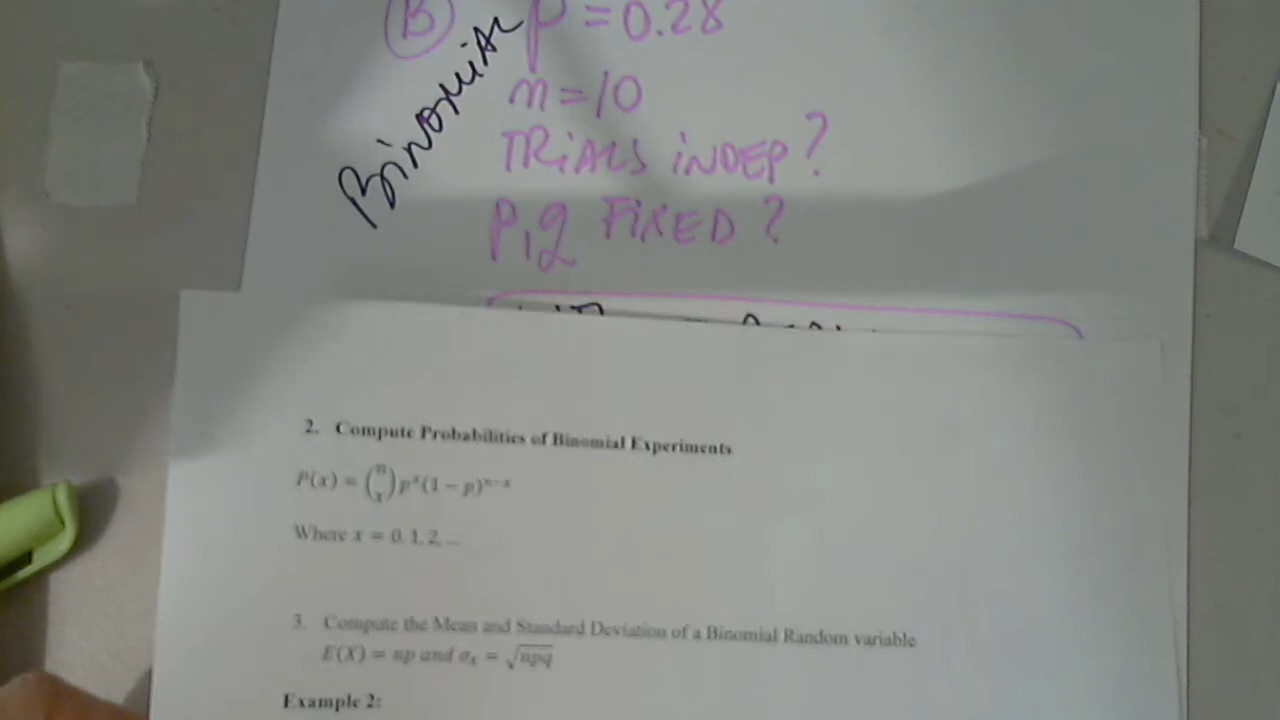 B p = 0.28
Binomial
n = 10
TRiALS iNDEP?
p, q FIXED?
2. Compute Probabilities of Binomial Experiments
P(x) = (n x) p^x (1 − p)^{n−x}
Where x = 0, 1, 2, ...
3. Compute the Mean and Standard Deviation of a Binomial Random variable
E(X) = np and σ_x = √npq
Example 2: